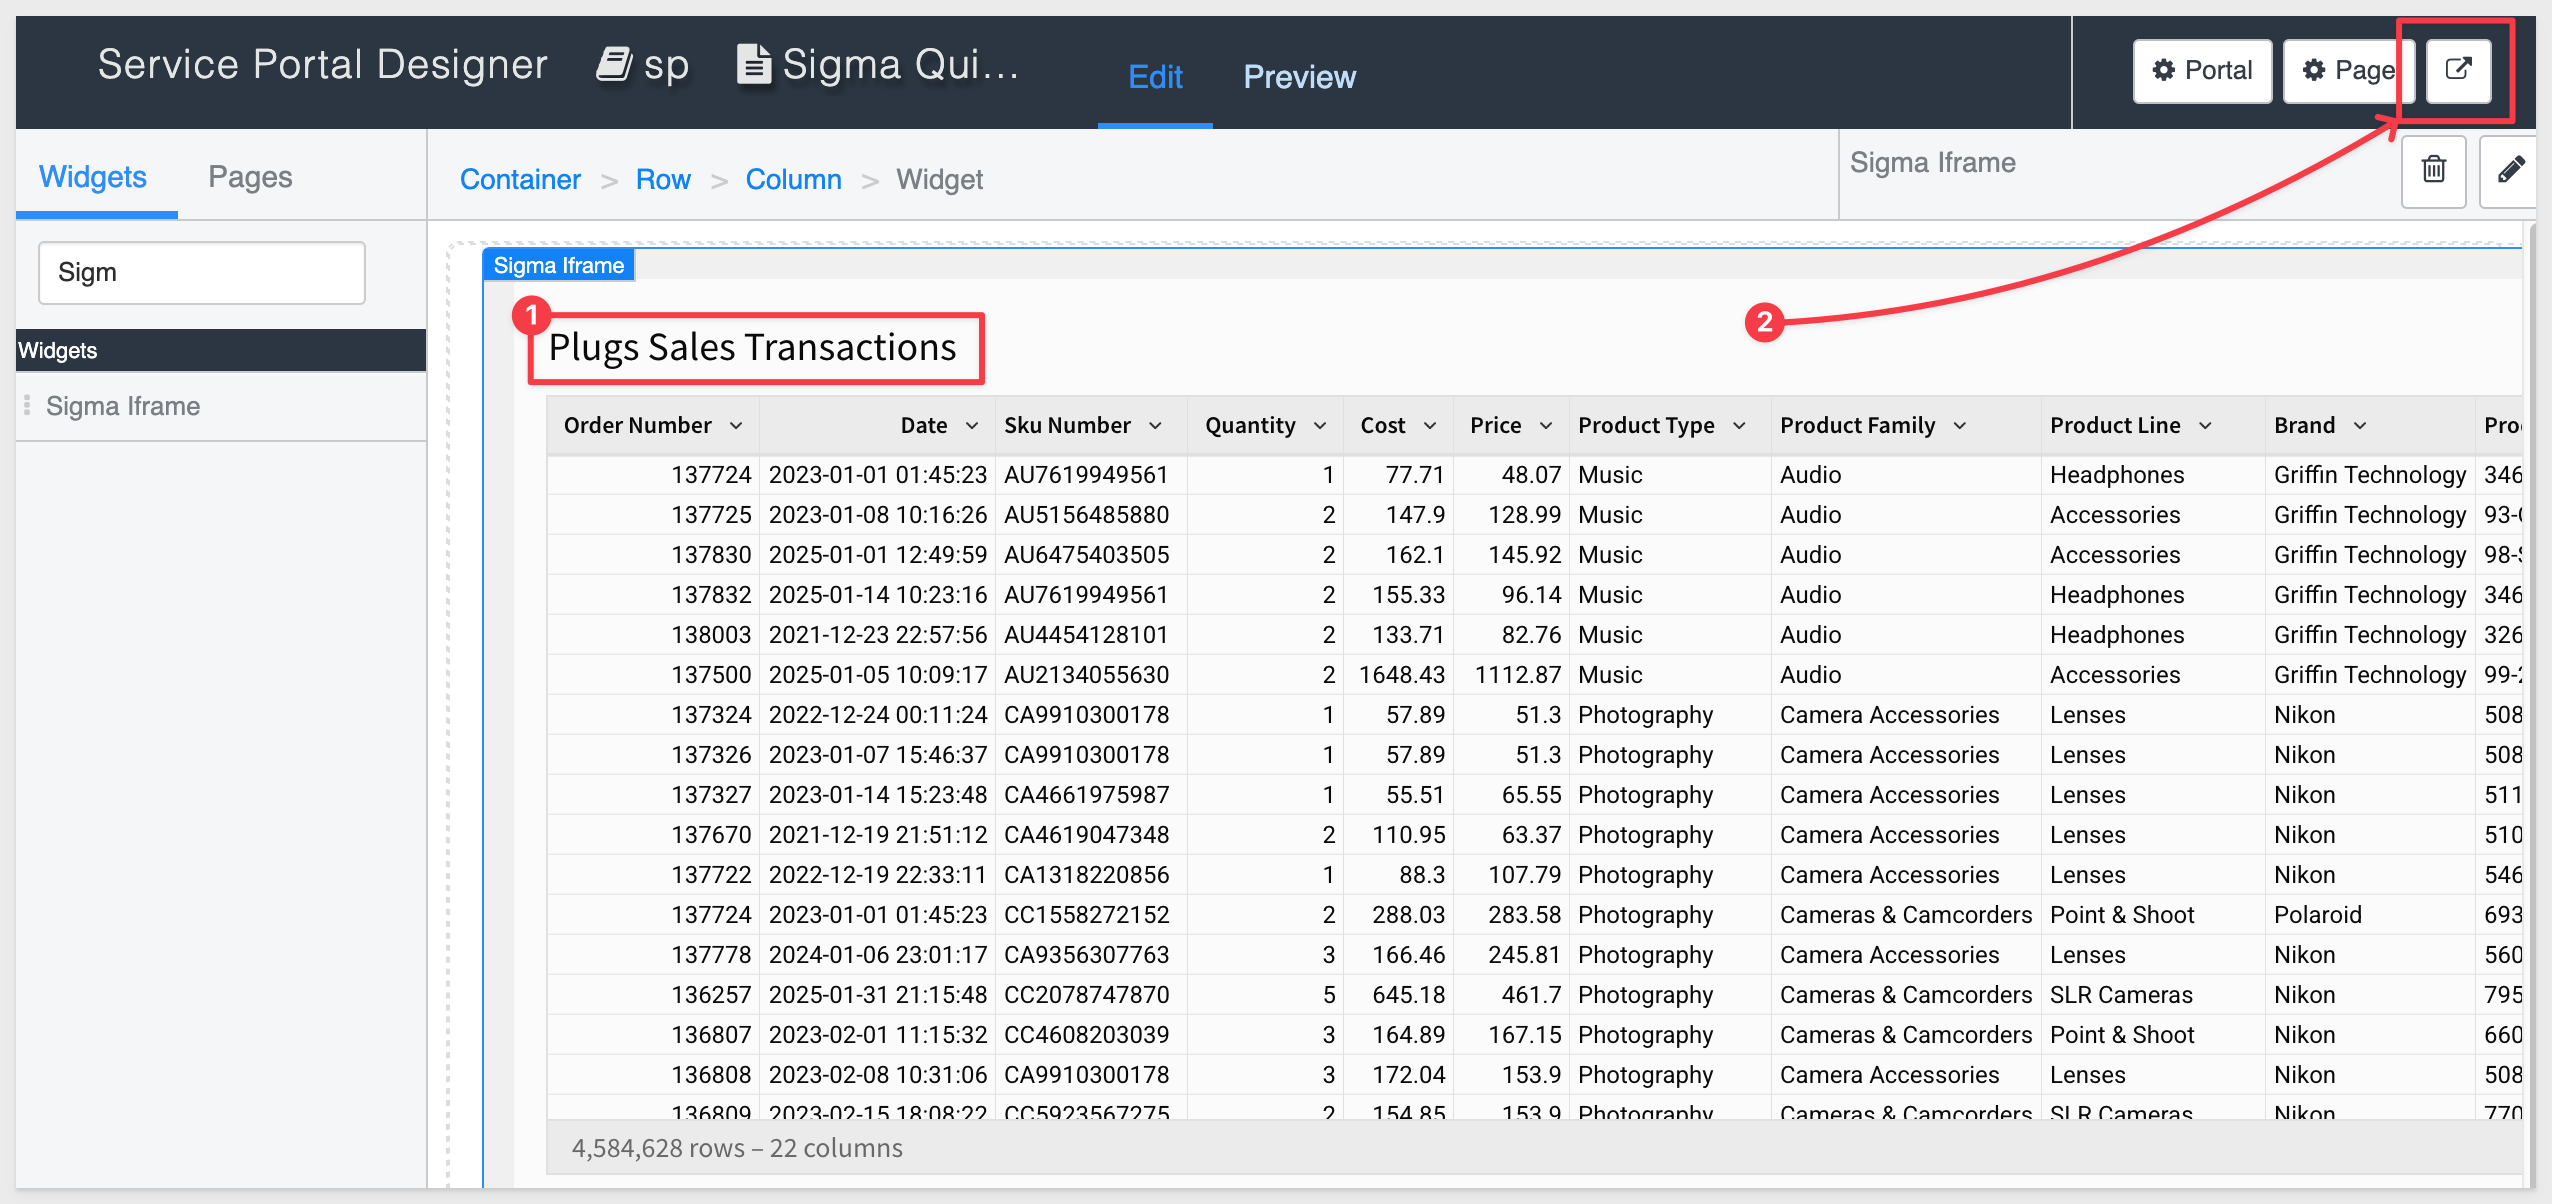 Service Portal Designer sp Sigma Qui... Edit Preview Portal Page
Widgets Pages Container > Row > Column > Widget Sigma Iframe
Sigm
Sigma Iframe
1
2
Plugs Sales Transactions
Widgets
Sigma Iframe
Order Number Date Sku Number Quantity Cost Price Product Type Product Family Product Line Brand
137724 2023-01-01 01:45:23 AU7619949561 1 77.71 48.07 Music Audio Headphones Griffin Technology 346
137725 2023-01-08 10:16:26 AU5156485880 2 147.9 128.99 Music Audio Accessories Griffin Technology 93-
137830 2025-01-01 12:49:59 AU6475403505 2 162.1 145.92 Music Audio Accessories Griffin Technology 98-
137832 2025-01-14 10:23:16 AU7619949561 2 155.33 96.14 Music Audio Headphones Griffin Technology 346
138003 2021-12-23 22:57:56 AU4454128101 2 133.71 82.76 Music Audio Headphones Griffin Technology 326
137500 2025-01-05 10:09:17 AU2134055630 2 1648.43 1112.87 Music Audio Accessories Griffin Technology 99-
137324 2022-12-24 00:11:24 CA9910300178 1 57.89 51.3 Photography Camera Accessories Lenses Nikon 508
137326 2023-01-07 15:46:37 CA9910300178 1 57.89 51.3 Photography Camera Accessories Lenses Nikon 508
137327 2023-01-14 15:23:48 CA4661975987 1 55.51 65.55 Photography Camera Accessories Lenses Nikon 511
137670 2021-12-19 21:51:12 CA4619047348 2 110.95 63.37 Photography Camera Accessories Lenses Nikon 510
137722 2022-12-19 22:33:11 CA1318220856 1 88.3 107.79 Photography Camera Accessories Lenses Nikon 546
137724 2023-01-01 01:45:23 CC1558272152 2 288.03 283.58 Photography Cameras & Camcorders Point & Shoot Polaroid 693
137778 2024-01-06 23:01:17 CA9356307763 3 166.46 245.81 Photography Camera Accessories Lenses Nikon 560
136257 2025-01-31 21:15:48 CC2078747870 5 645.18 461.7 Photography Cameras & Camcorders SLR Cameras Nikon 795
136807 2023-02-01 11:15:32 CC4608203039 3 164.89 167.15 Photography Cameras & Camcorders Point & Shoot Nikon 660
136808 2023-02-08 10:31:06 CA9910300178 3 172.04 153.9 Photography Camera Accessories Lenses Nikon 508
136809 2023-02-15 18:08:22 CC5923567275 2 154.85 153.9 Photography Cameras & Camcorders SLR Cameras Nikon 770
4,584,628 rows – 22 columns